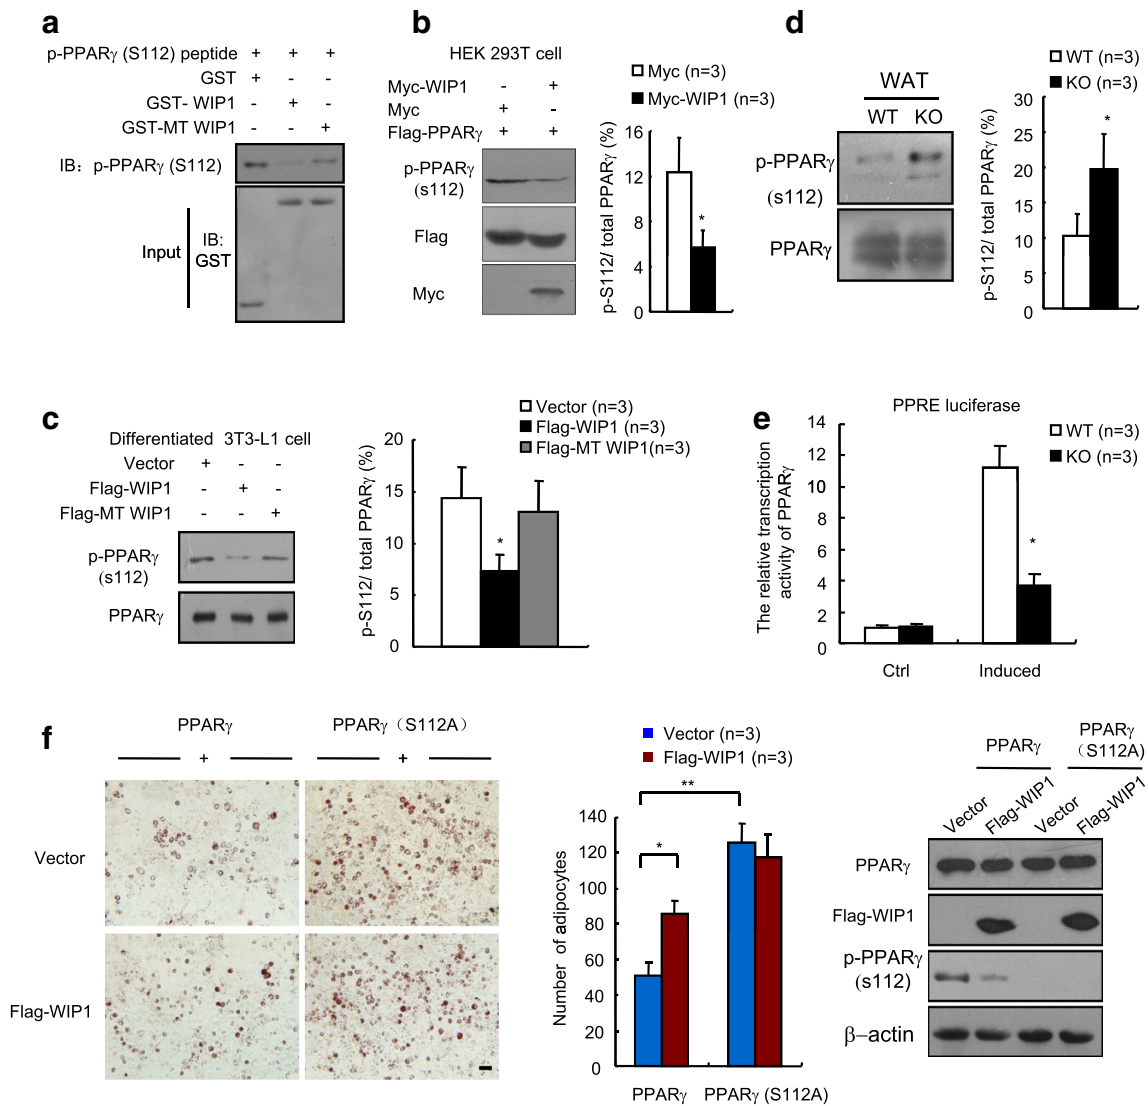 a
p-PPARγ (S112) peptide + + +
GST + - -
GST- WIP1 - + -
GST-MT WIP1 - - +
IB: p-PPARγ (S112)
Input
IB:
GST
b
HEK 293T cell
Myc-WIP1 - +
Myc + -
Flag-PPARγ + +
p-PPARγ
(s112)
Flag
Myc
Myc (n=3)
Myc-WIP1 (n=3)
p-S112/ total PPARγ (%)
16
12
8
4
0
*
d
WAT
WT KO
p-PPARγ
(s112)
PPARγ
WT (n=3)
KO (n=3)
p-S112/ total PPARγ (%)
30
25
20
15
10
5
0
*
c
Differentiated 3T3-L1 cell
Vector + - -
Flag-WIP1 - + -
Flag-MT WIP1 - - +
p-PPARγ
(s112)
PPARγ
Vector (n=3)
Flag-WIP1 (n=3)
Flag-MT WIP1(n=3)
p-S112/ total PPARγ (%)
20
15
10
5
0
*
e
PPRE luciferase
WT (n=3)
KO (n=3)
The relative transcription
activity of PPARγ
14
12
10
8
6
4
2
0
*
Ctrl Induced
f
PPARγ PPARγ (S112A)
+ +
Vector
Flag-WIP1
Vector (n=3)
Flag-WIP1 (n=3)
Number of adipocytes
140
120
100
80
60
40
20
0
**
*
PPARγ PPARγ (S112A)
PPARγ PPARγ
(S112A)
Vector Flag-WIP1 Vector Flag-WIP1
PPARγ
Flag-WIP1
p-PPARγ
(s112)
β-actin